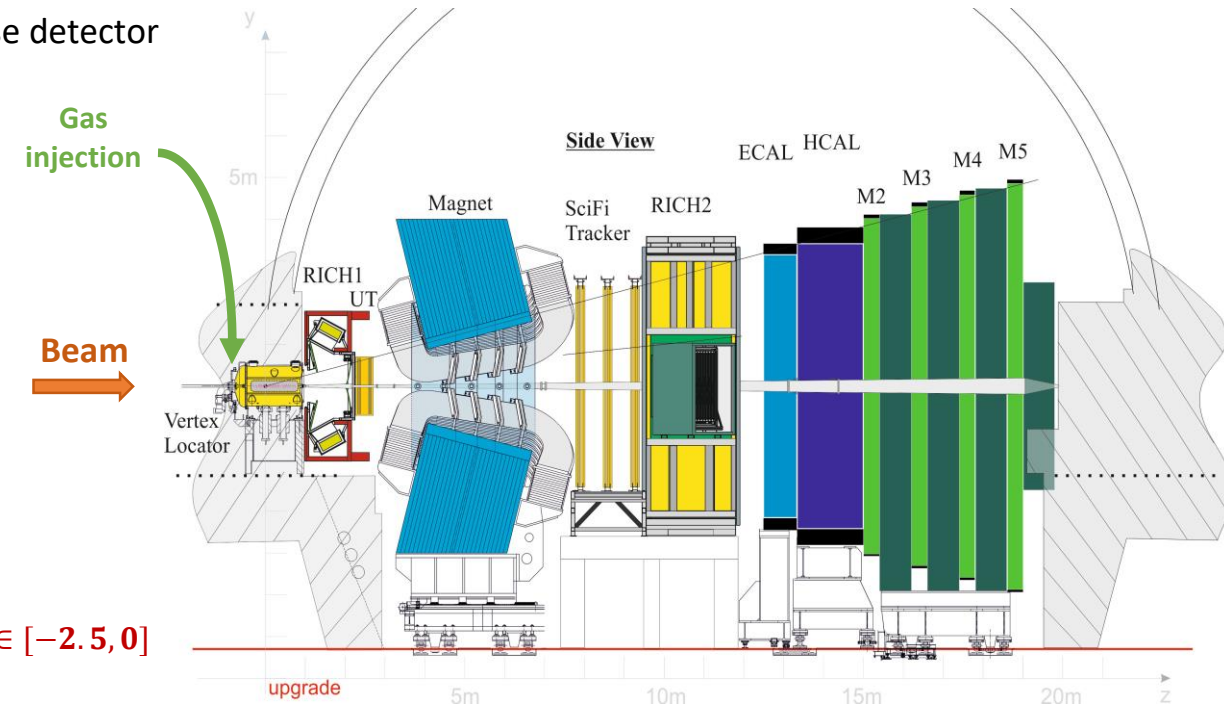 e detector
y
Gas
injection
Side View
ECAL
HCAL
M2
M3
M4
M5
5m
Magnet
SciFi
Tracker
RICH2
RICH1
UT
Beam
Vertex
Locator
∈ [−2.5, 0]
upgrade
5m
10m
15m
20m
z